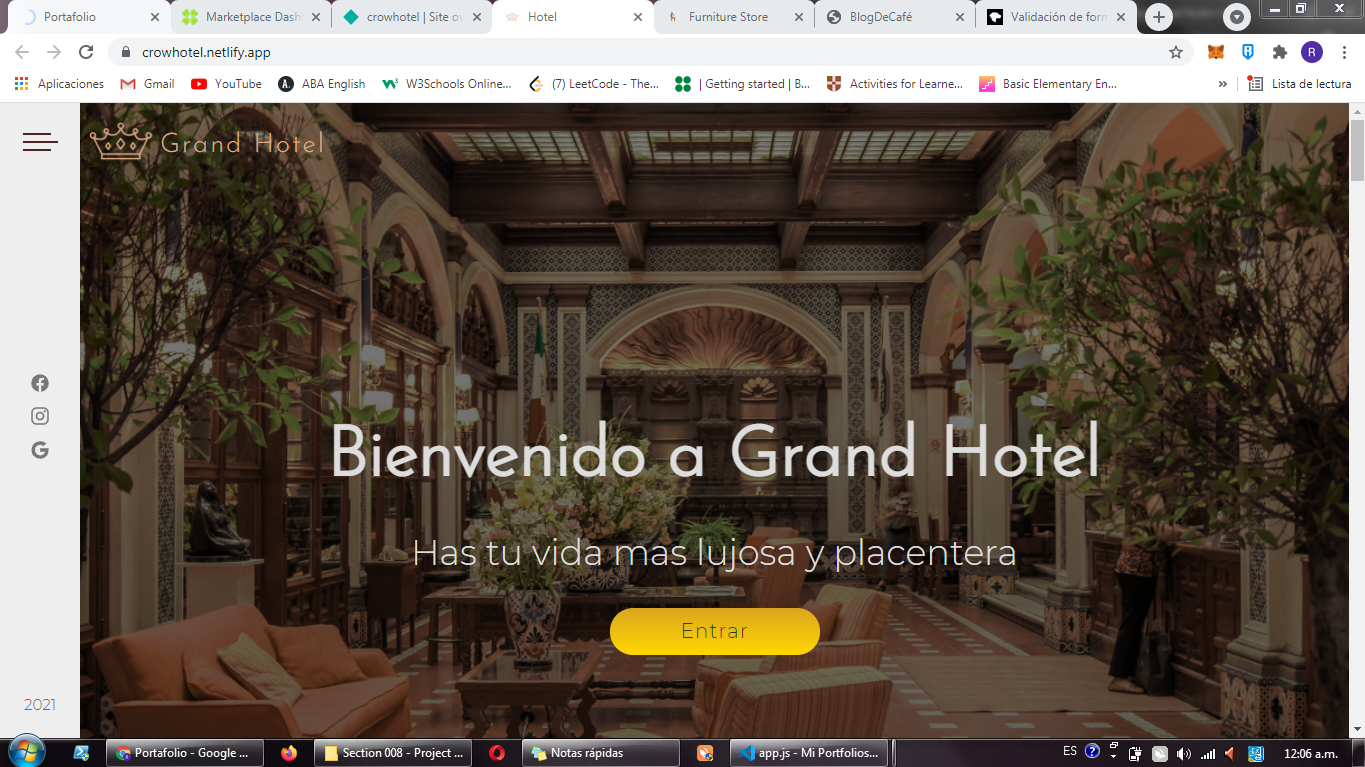 Portafolio
Marketplace Dash
crowhotel | Site ov
Hotel
Furniture Store
BlogDeCafé
Validación de form
crowhotel.netlify.app
R
Aplicaciones
Gmail
YouTube
ABA English
W3Schools Online...
(7) LeetCode - The...
| Getting started | B...
Activities for Learne...
Basic Elementary En...
»
Lista de lectura
Grand Hotel
Bienvenido a Grand Hotel
Has tu vida mas lujosa y placentera
Entrar
2021
Portafolio - Google ...
Section 008 - Project ...
Notas rápidas
app.js - Mi Portfolios...
ES
12:06 a.m.